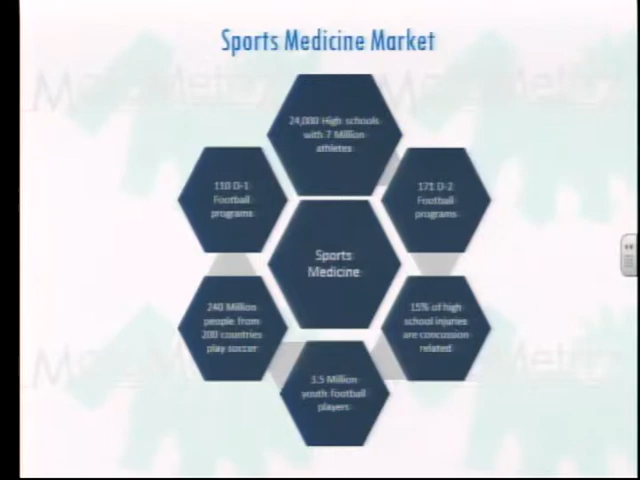 Sports Medicine Market
24,000 High schools
with 7 Million
athletes
110 D-1
Football
programs
171 D-2
Football
programs
Sports
Medicine
240 Million
people from
200 countries
play soccer
15% of high
school injuries
are concussion
related
3.5 Million
youth football
players